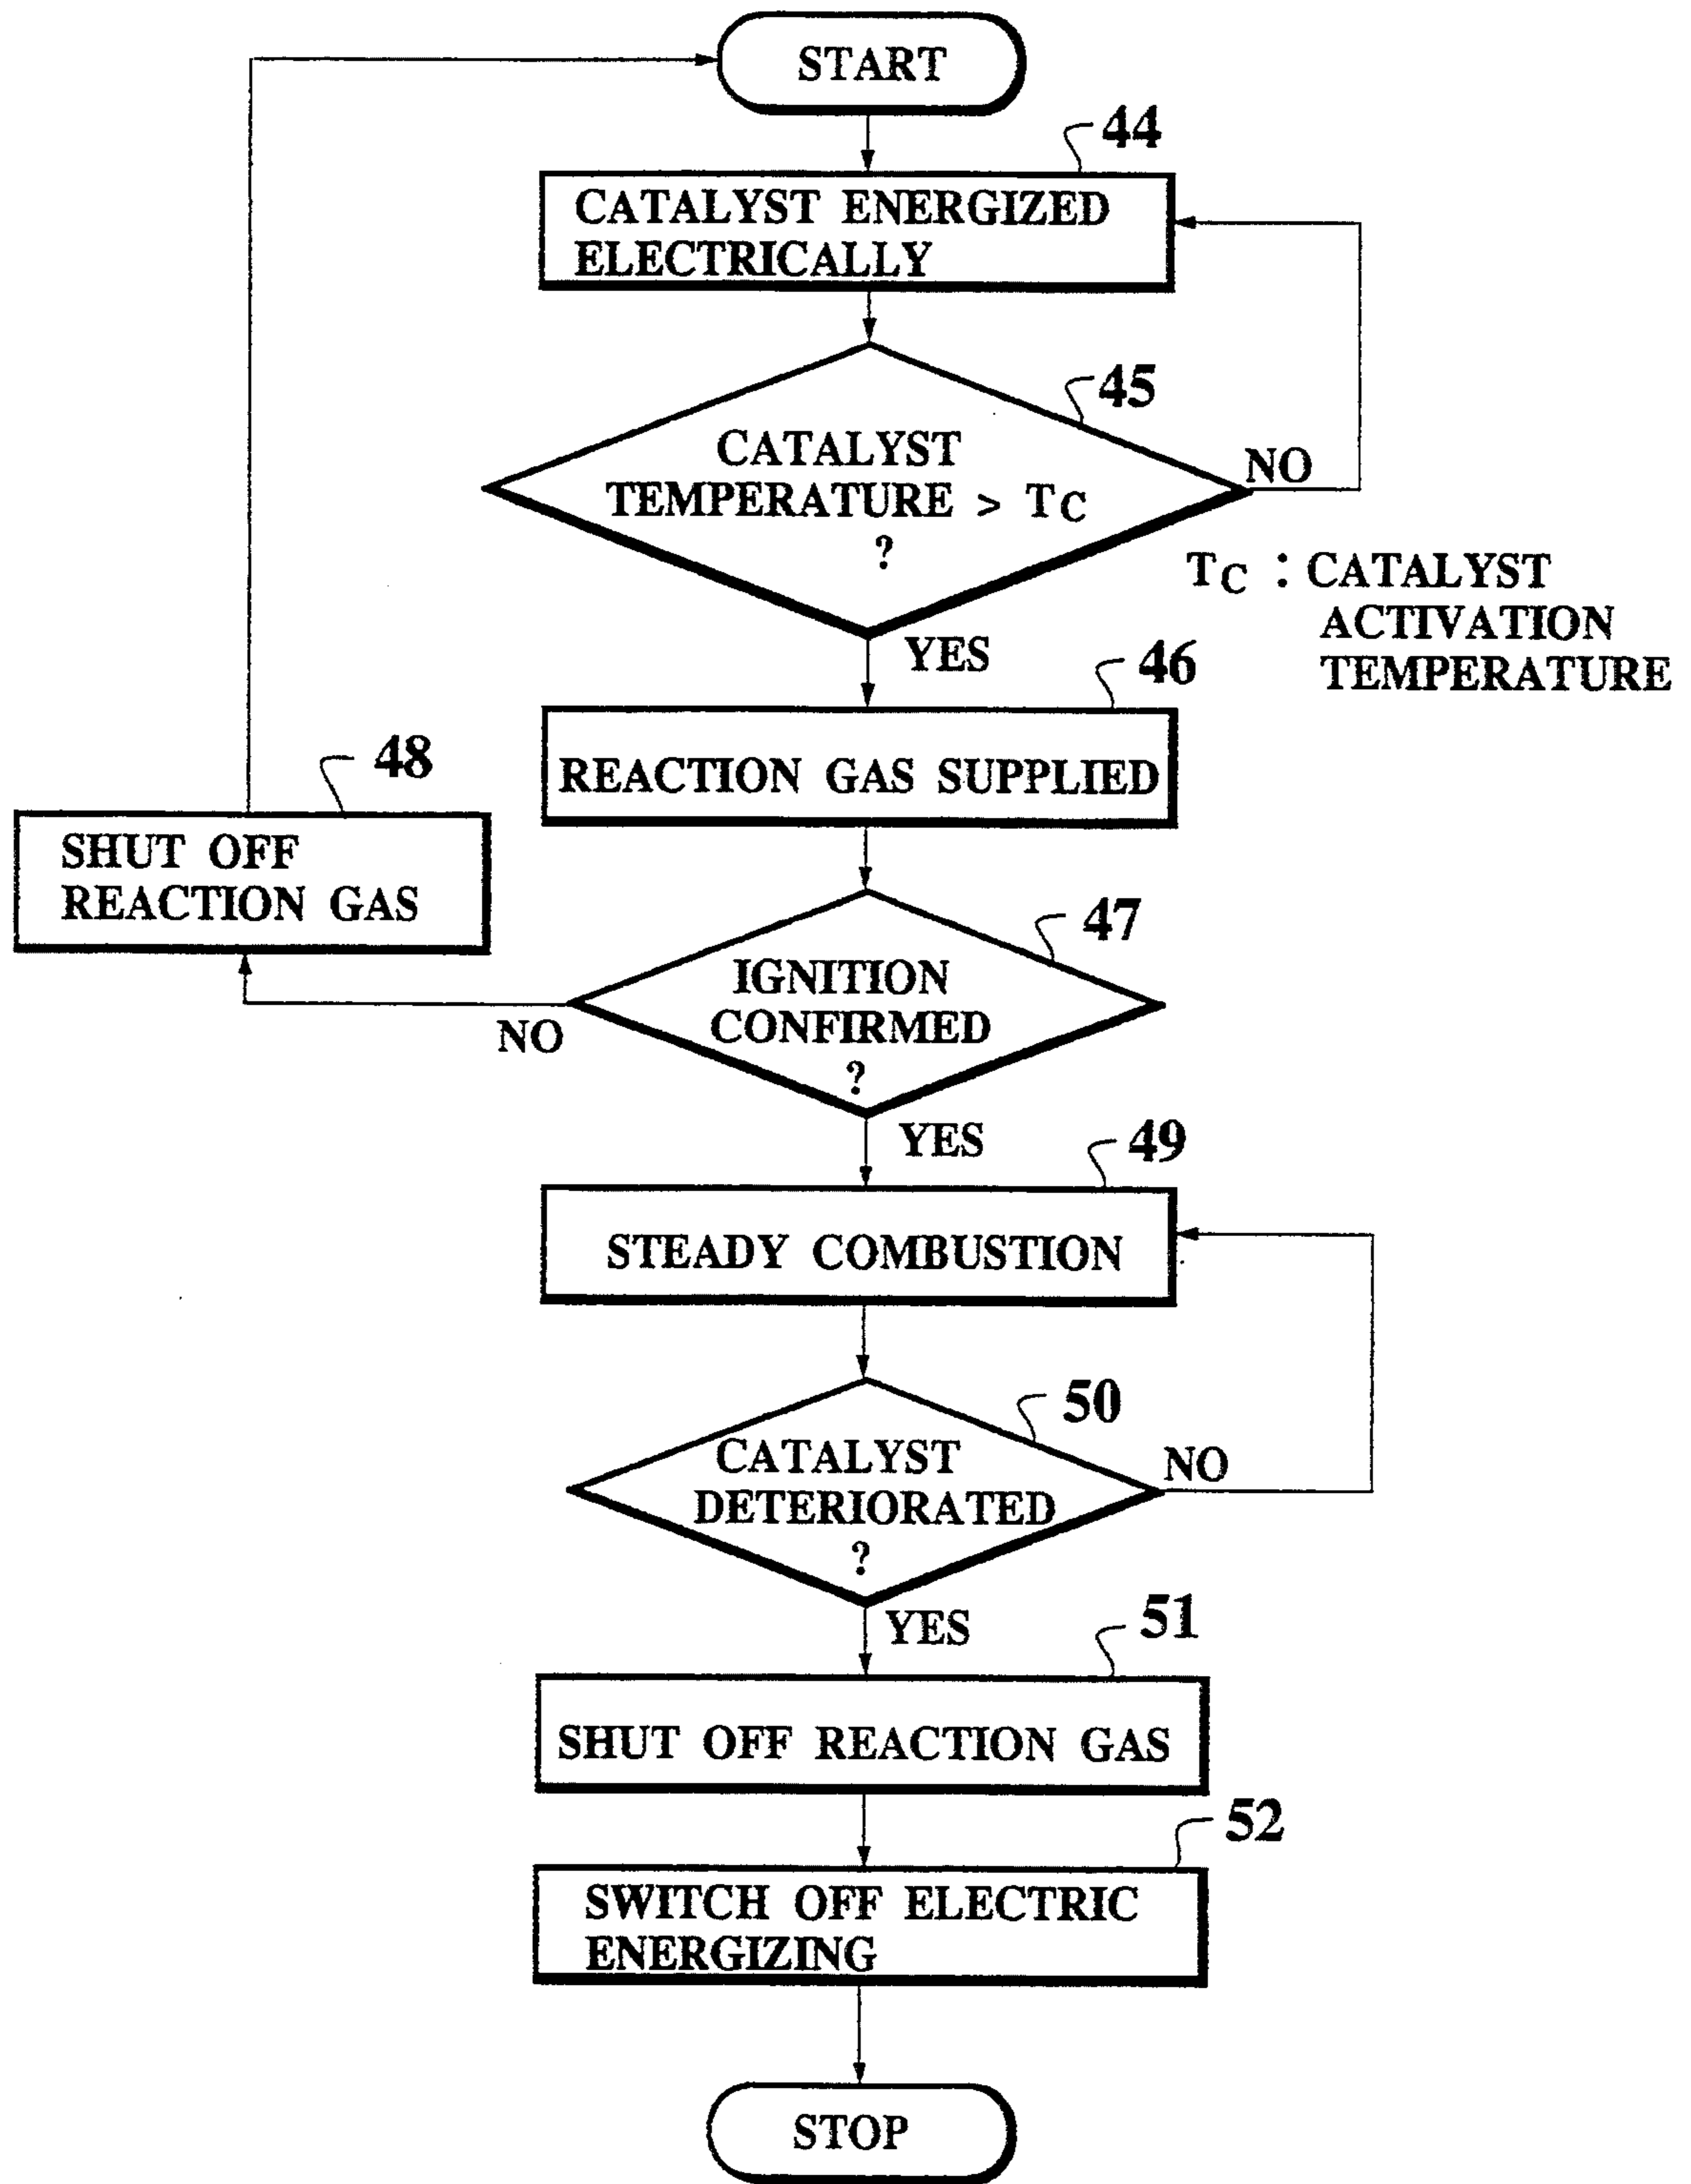 START
44
CATALYST ENERGIZED
ELECTRICALLY
45
CATALYST
TEMPERATURE > TC
?
NO
TC : CATALYST
ACTIVATION
TEMPERATURE
YES
46
REACTION GAS SUPPLIED
48
SHUT OFF
REACTION GAS
47
IGNITION
CONFIRMED
?
NO
YES
49
STEADY COMBUSTION
50
CATALYST
DETERIORATED
?
NO
YES
51
SHUT OFF REACTION GAS
52
SWITCH OFF ELECTRIC
ENERGIZING
STOP